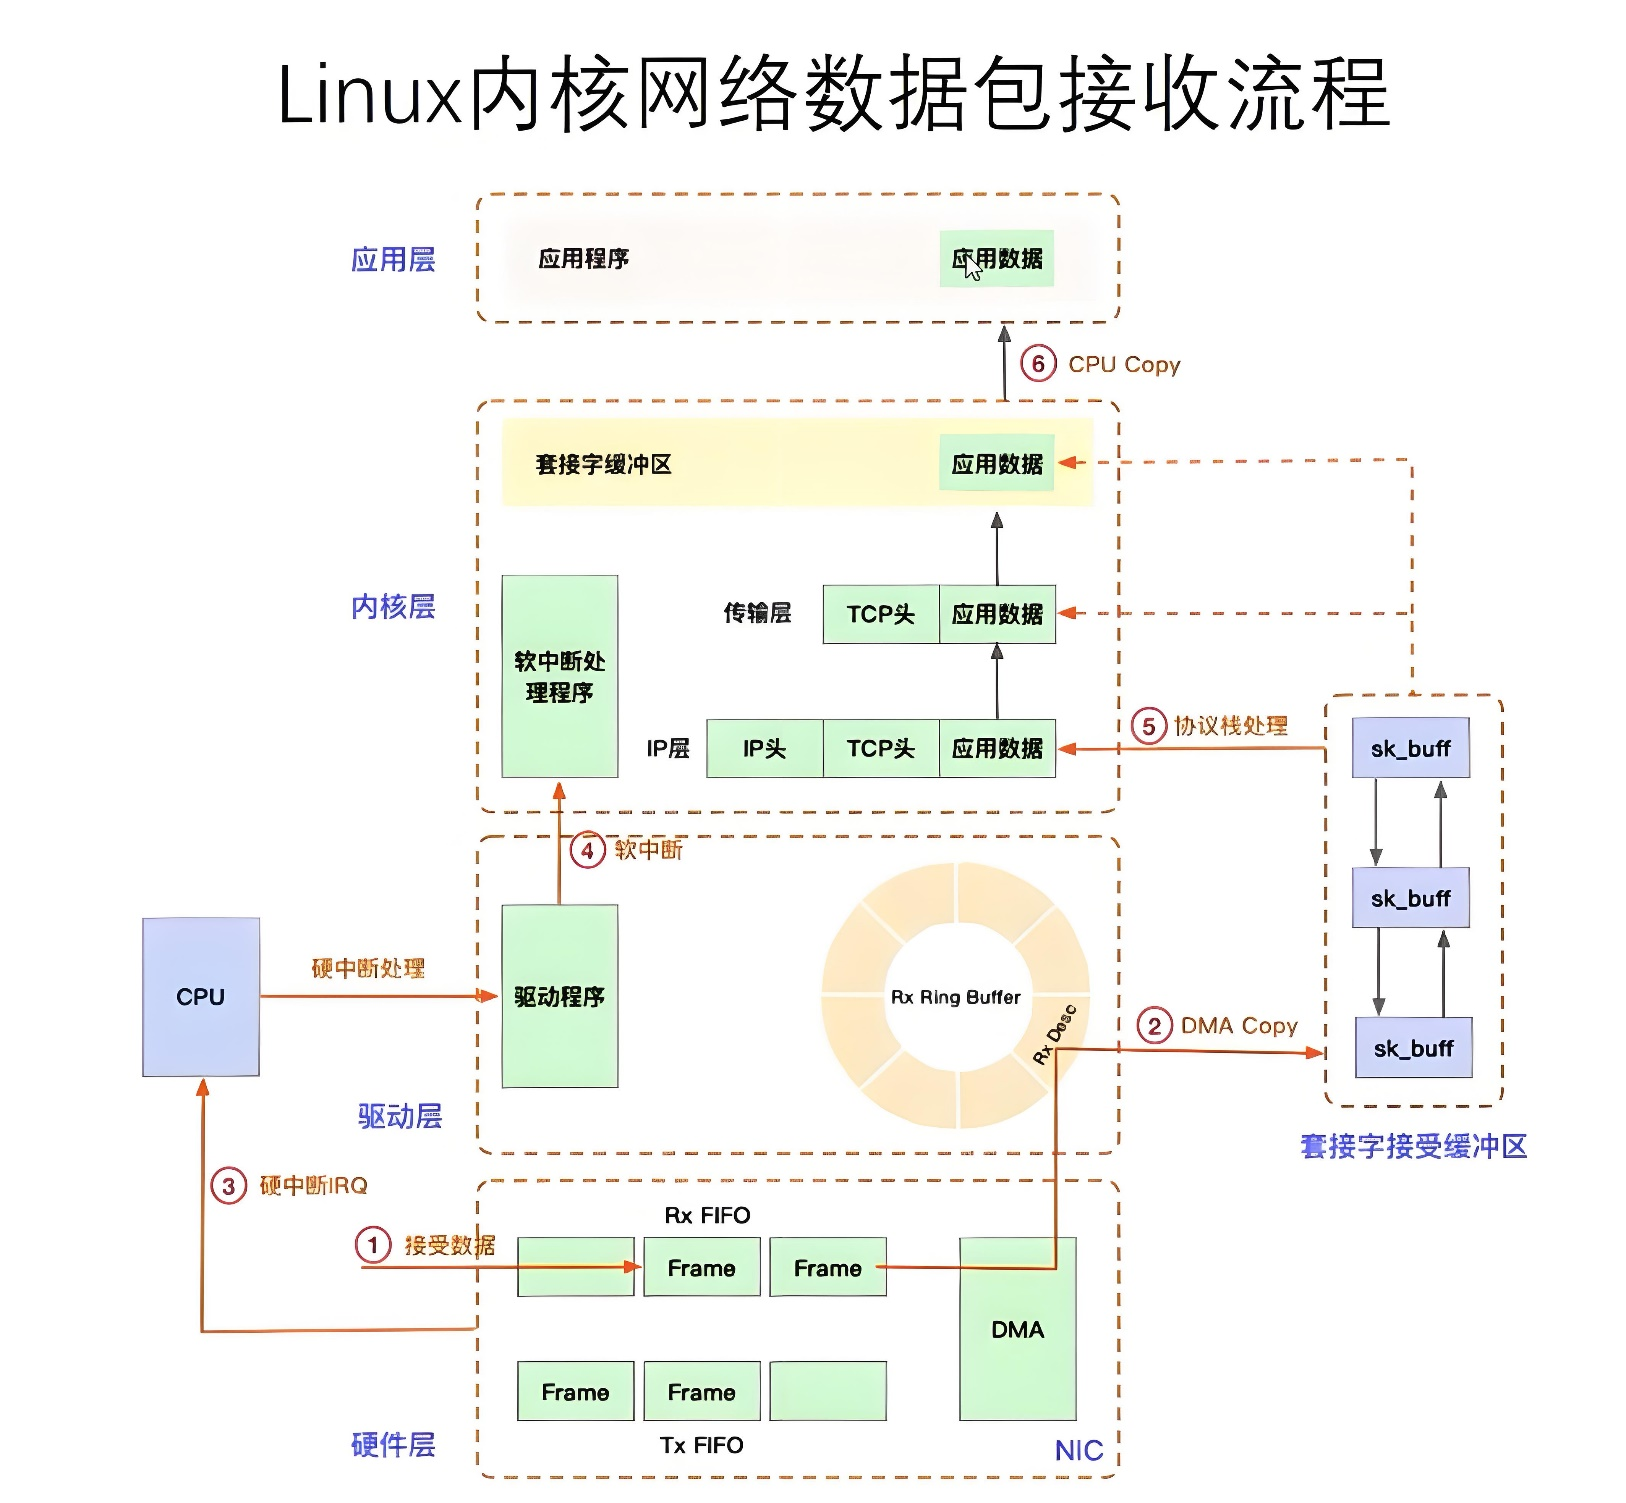 Linux内核网络数据包接收流程
应用层
应用程序
应用数据
6 CPU Copy
套接字缓冲区
应用数据
内核层
软中断处
理程序
传输层
TCP头
应用数据
IP层
IP头
TCP头
应用数据
5 协议栈处理
sk_buff
sk_buff
sk_buff
套接字接受缓冲区
4 软中断
CPU
硬中断处理
驱动程序
Rx Ring Buffer
Rx Desc
2 DMA Copy
驱动层
3 硬中断IRQ
1 接受数据
Rx FIFO
Frame
Frame
DMA
Frame
Frame
Tx FIFO
硬件层
NIC